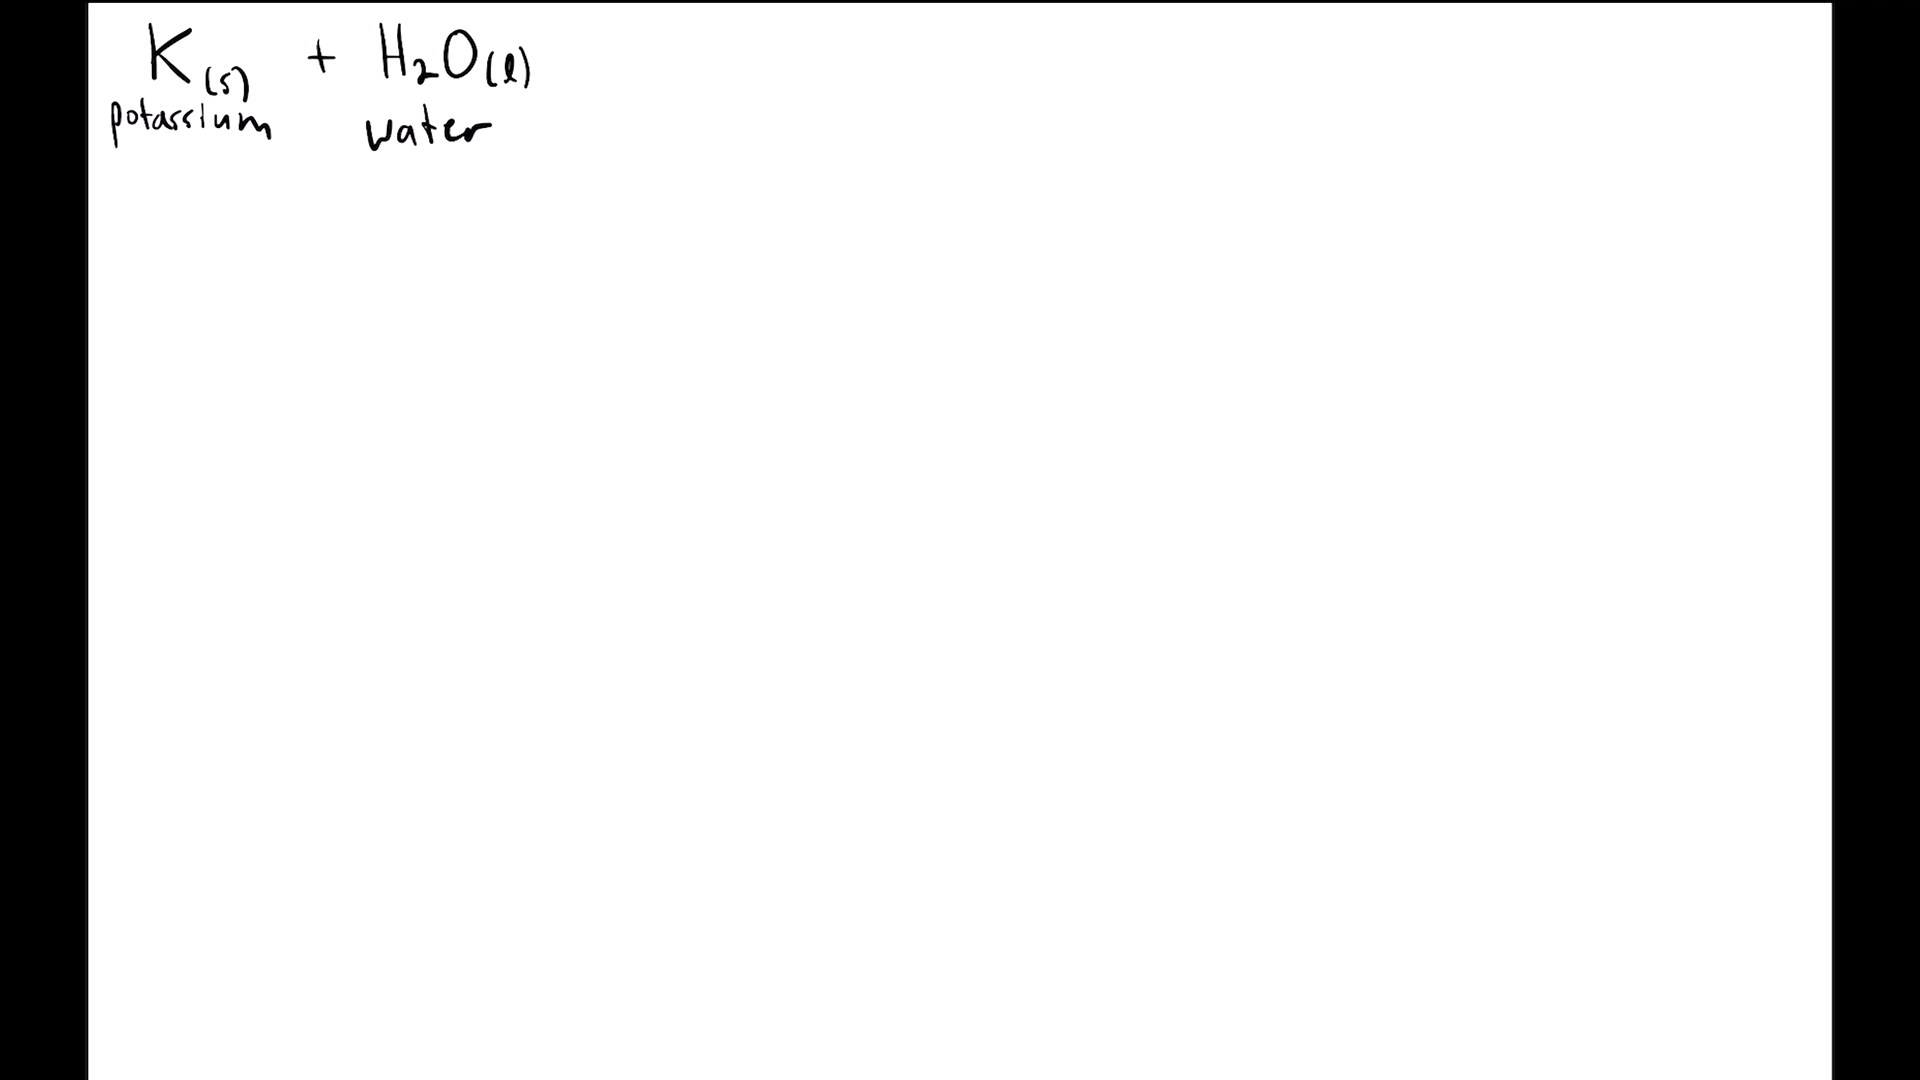 K(s) + H₂O(l)
potassium water